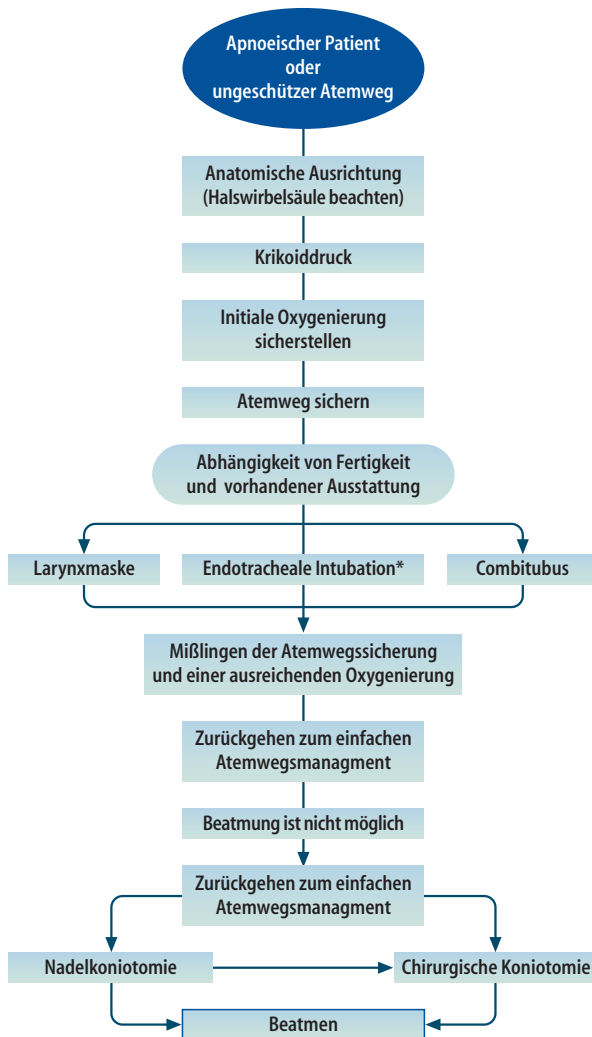 Apnoeischer Patient
oder
ungeschützer Atemweg
Anatomische Ausrichtung
(Halswirbelsäule beachten)
Krikoiddruck
Initiale Oxygenierung
sicherstellen
Atemweg sichern
Abhängigkeit von Fertigkeit
und vorhandener Ausstattung
Larynxmaske
Endotracheale Intubation*
Combitubus
Mißlingen der Atemwegssicherung
und einer ausreichenden Oxygenierung
Zurückgehen zum einfachen
Atemwegsmanagment
Beatmung ist nicht möglich
Zurückgehen zum einfachen
Atemwegsmanagment
Nadelkoniotomie
Chirurgische Koniotomie
Beatmen